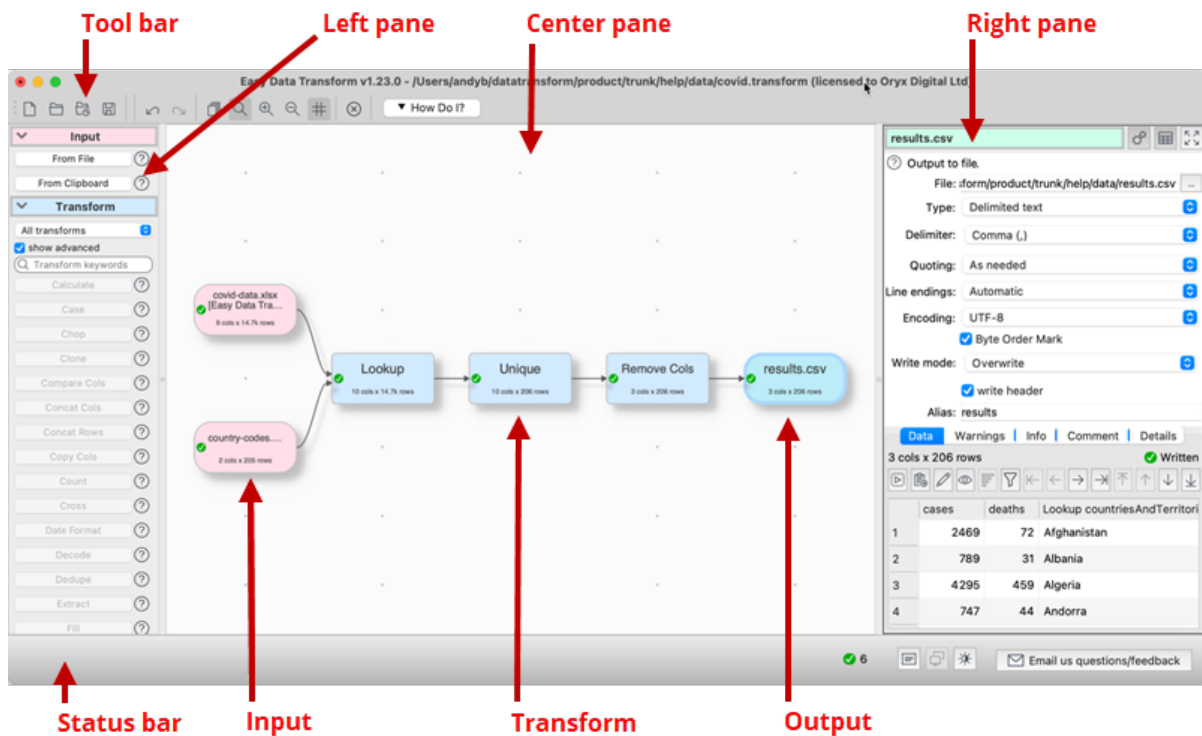 Tool bar
Left pane
Center pane
Right pane
Easy Data Transform v1.23.0 - /Users/andyb/datatransform/product/trunk/help/data/covid.transform (licensed to Oryx Digital Ltd)
▼ How Do I?
Input
From File ?
From Clipboard ?
Transform
All transforms
show advanced
Transform keywords
Calculate ?
Case ?
Chop ?
Clone ?
Compare Cols ?
Concat Cols ?
Concat Rows ?
Copy Cols ?
Count ?
Cross ?
Date Format ?
Decode ?
Dedupe ?
Extract ?
Fill ?
covid-data.xlsx
[Easy Data Tra...
9 cols x 14.7k rows
country-codes....
2 cols x 205 rows
Lookup
10 cols x 14.7k rows
Unique
10 cols x 206 rows
Remove Cols
3 cols x 206 rows
results.csv
3 cols x 206 rows
results.csv
? Output to file.
File: sform/product/trunk/help/data/results.csv ...
Type: Delimited text
Delimiter: Comma (,)
Quoting: As needed
Line endings: Automatic
Encoding: UTF-8
Byte Order Mark
Write mode: Overwrite
write header
Alias: results
Data Warnings Info Comment Details
3 cols x 206 rows Written
cases deaths Lookup countriesAndTerritori
1 2469 72 Afghanistan
2 789 31 Albania
3 4295 459 Algeria
4 747 44 Andorra
6
Email us questions/feedback
Status bar
Input
Transform
Output